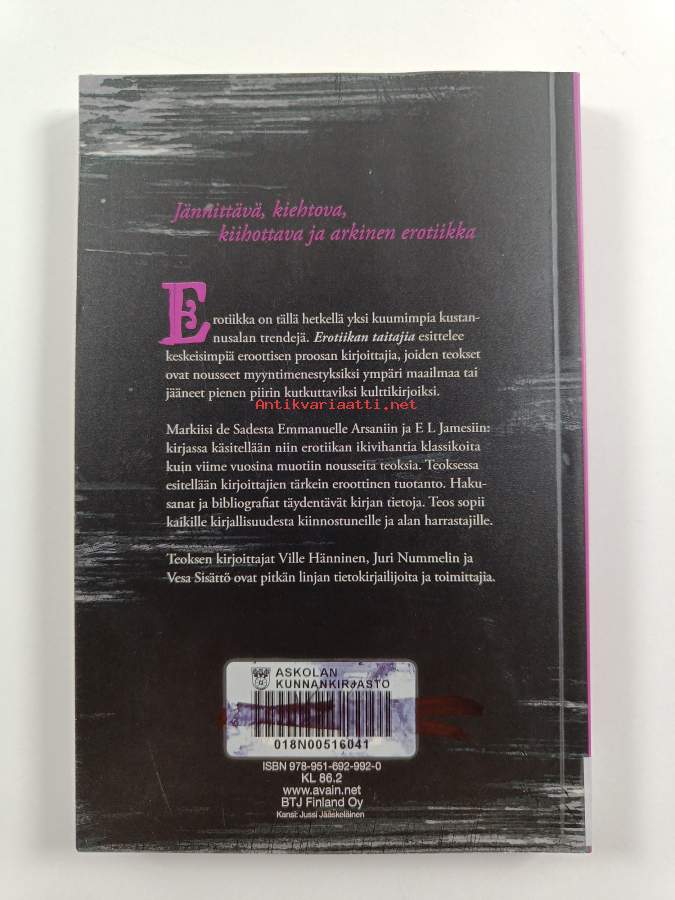 Jännittävä, kiehtova,
kiihottava ja arkinen erotiikka
Erotiikka on tällä hetkellä yksi kuumimpia kustan-
nusalan trendejä. Erotiikan taitajia esittelee
keskeisimpiä eroottisen proosan kirjoittajia, joiden teokset
ovat nousseet myyntimenestyksiksi ympäri maailmaa tai
jääneet pienen piirin kutkuttaviksi kulttikirjoiksi.
Antikvariaatti.net
Markiisi de Sadesta Emmanuelle Arsaniin ja E L Jamesiin:
kirjassa käsitellään niin erotiikan ikivihantia klassikoita
kuin viime vuosina muotiin nousseita teoksia. Teoksessa
esitellään kirjoittajien tärkein eroottinen tuotanto. Haku-
sanat ja bibliografiat täydentävät kirjan tietoja. Teos sopii
kaikille kirjallisuudesta kiinnostuneille ja alan harrastajille.
Teoksen kirjoittajat Ville Hänninen, Juri Nummelin ja
Vesa Sisättö ovat pitkän linjan tietokirjailijoita ja toimittajia.
ASKOLAN
KUNNANKIRJASTO
018N00516041
ISBN 978-951-692-992-0
KL 86.2
www.avain.net
BTJ Finland Oy
Kansi: Jussi Jääskeläinen